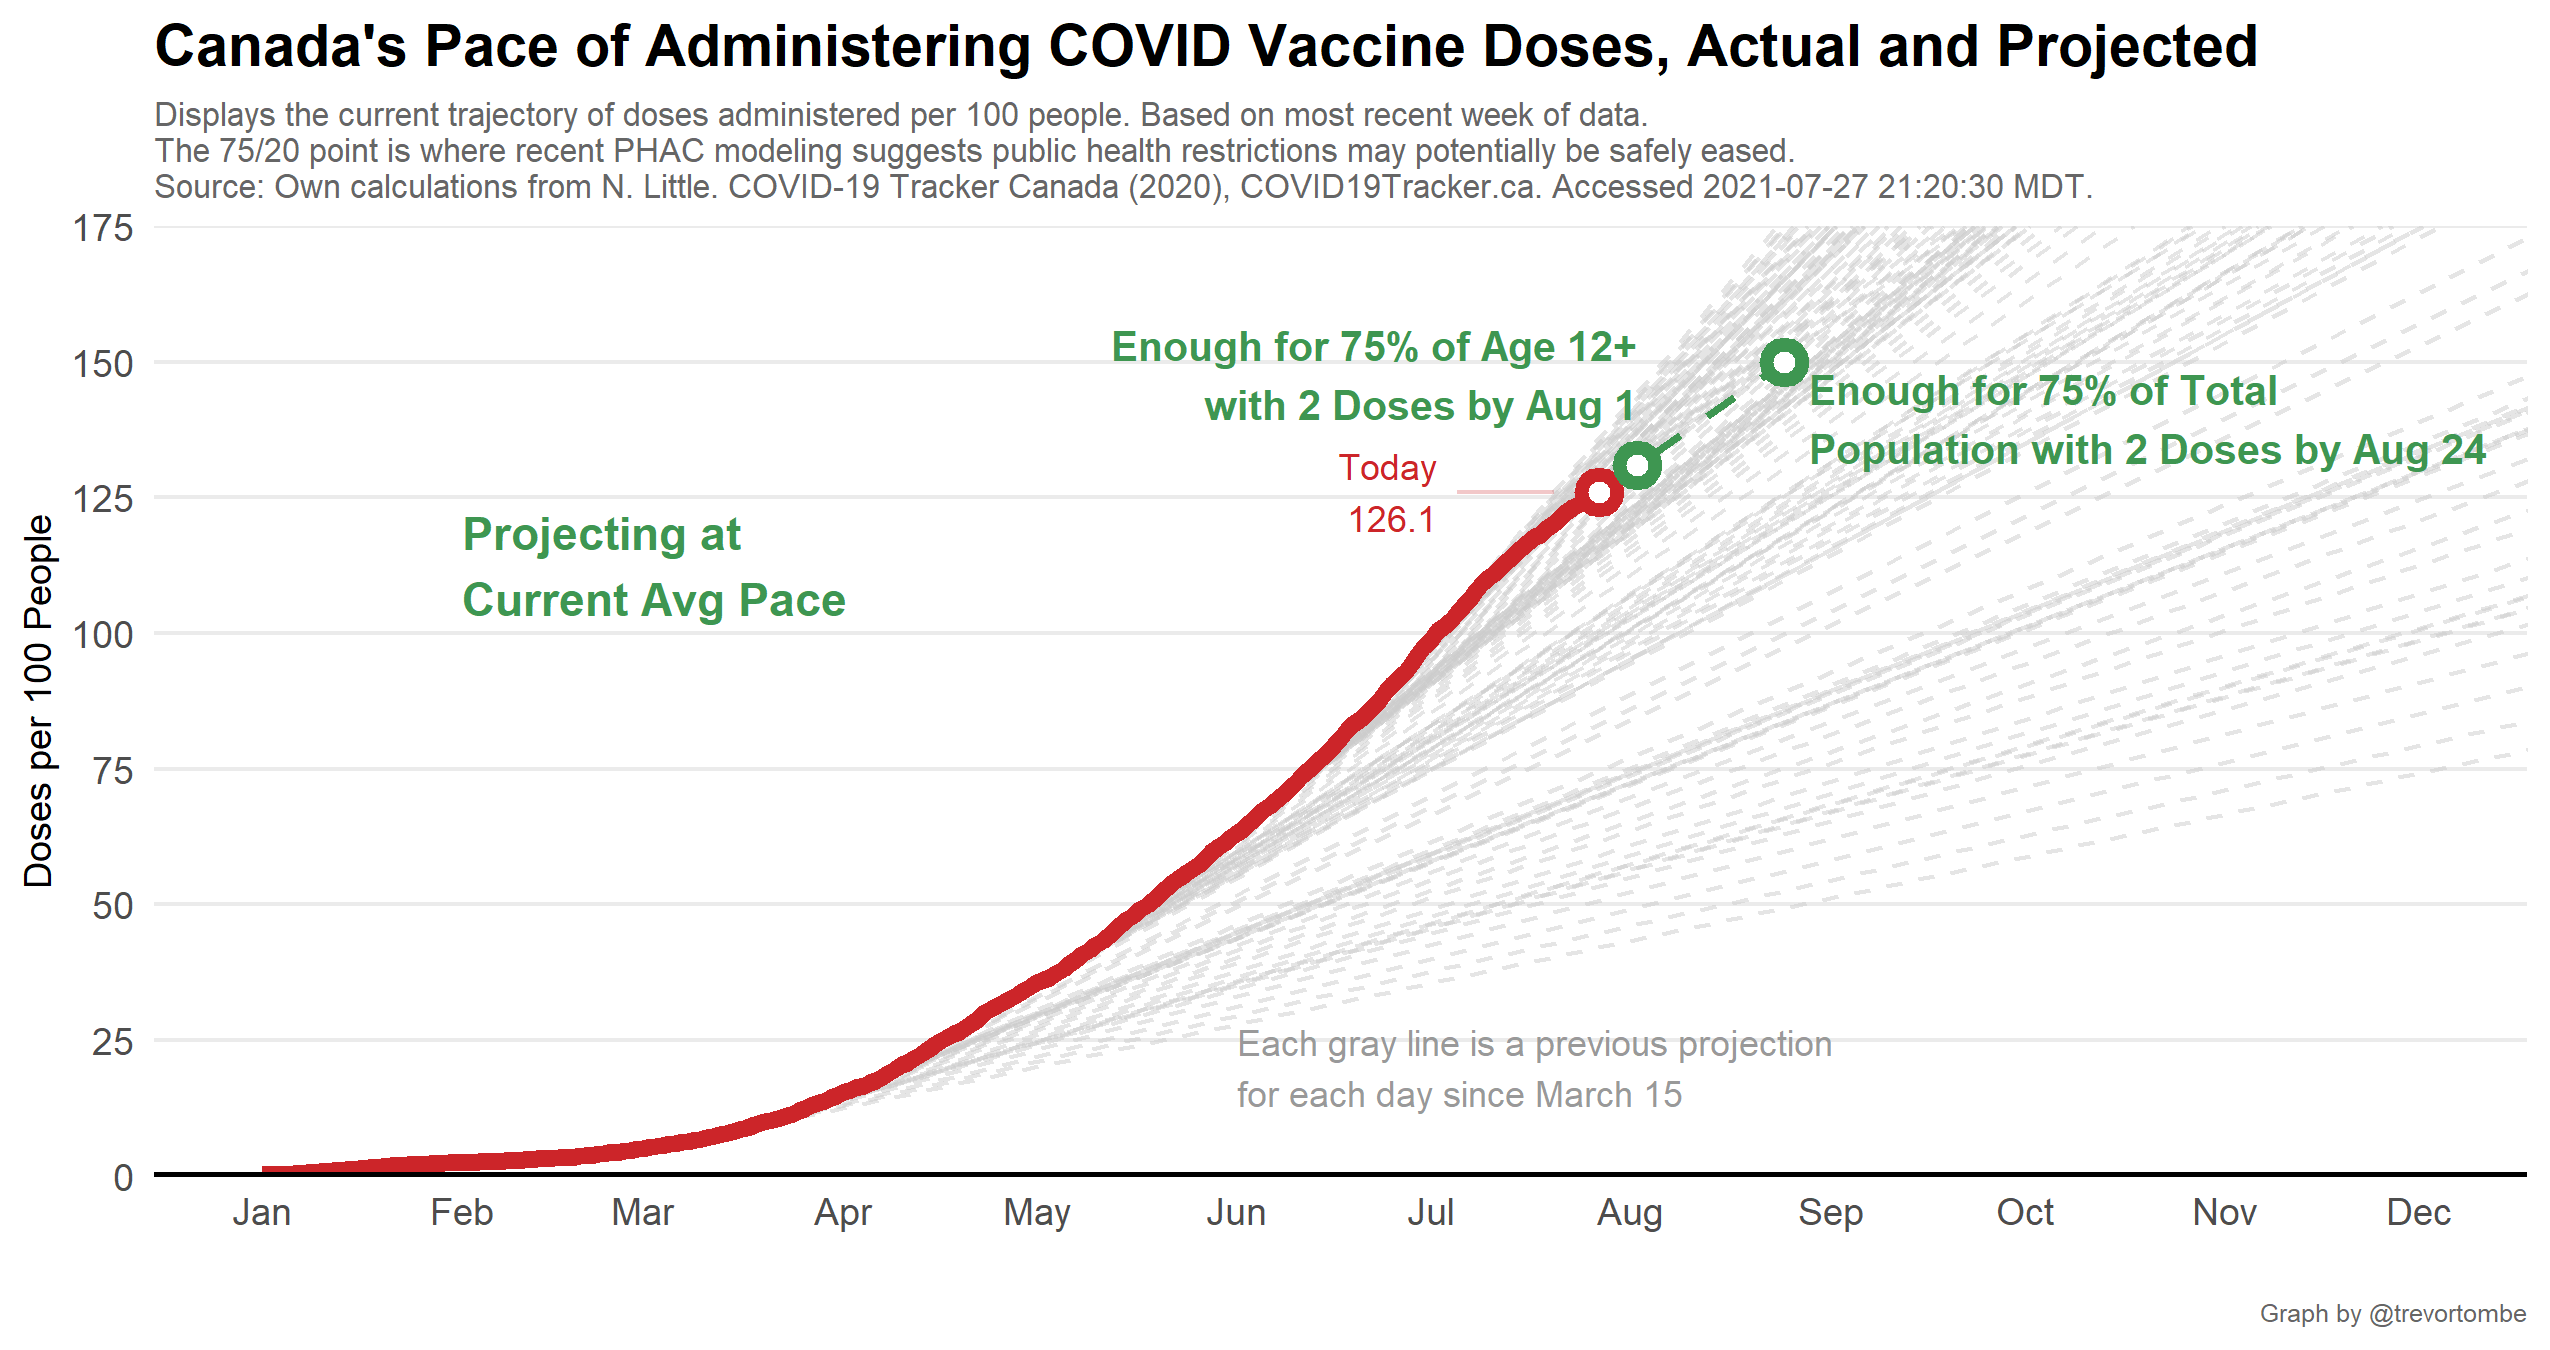 Canada's Pace of Administering COVID Vaccine Doses, Actual and Projected
Displays the current trajectory of doses administered per 100 people. Based on most recent week of data.
The 75/20 point is where recent PHAC modeling suggests public health restrictions may potentially be safely eased.
Source: Own calculations from N. Little. COVID-19 Tracker Canada (2020), COVID19Tracker.ca. Accessed 2021-07-27 21:20:30 MDT.
175
150
125
100
75
50
25
0
Doses per 100 People
Enough for 75% of Age 12+
with 2 Doses by Aug 1
Enough for 75% of Total
Population with 2 Doses by Aug 24
Today
126.1
Projecting at
Current Avg Pace
Each gray line is a previous projection
for each day since March 15
Jan Feb Mar Apr May Jun Jul Aug Sep Oct Nov Dec
Graph by @trevortombe